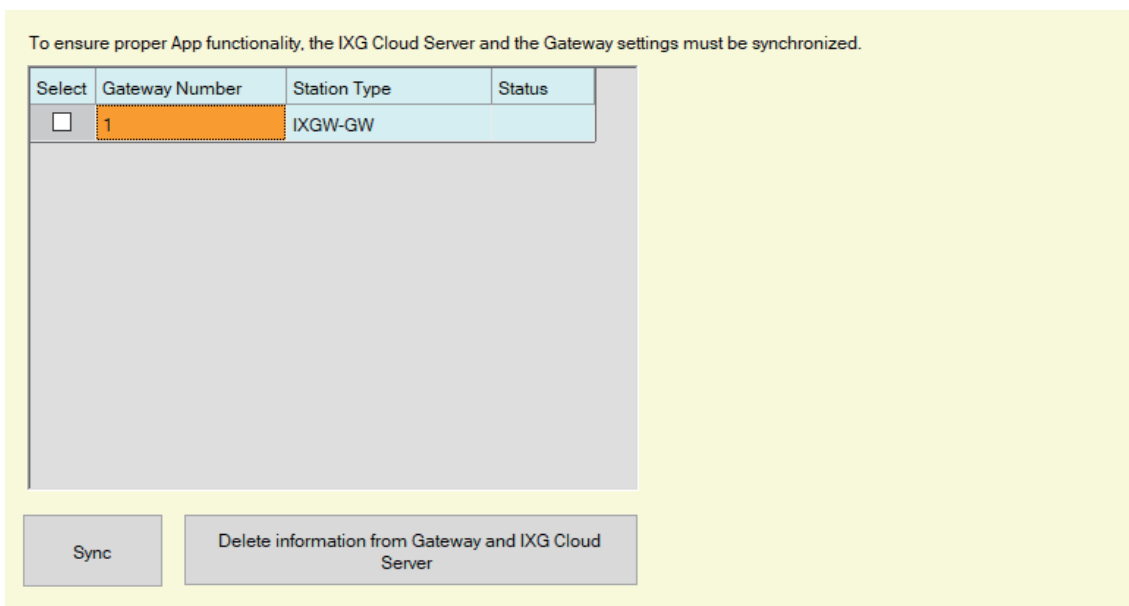 To ensure proper App functionality, the IXG Cloud Server and the Gateway settings must be synchronized.
Select Gateway Number Station Type Status
1 IXGW-GW
Sync
Delete information from Gateway and IXG Cloud
Server